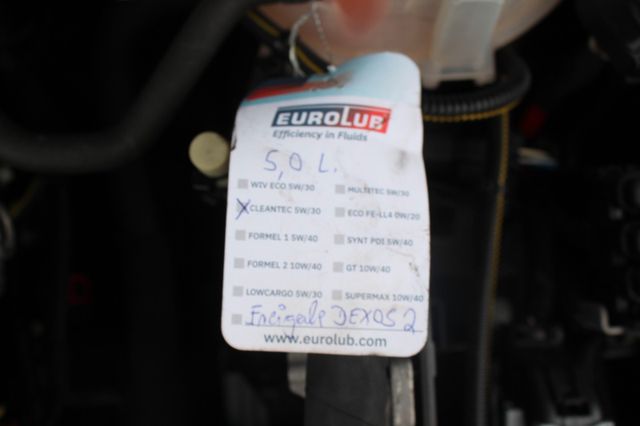 EUROLUB
Efficiency in Fluids
5,0 L.
WIV ECO 5W/30 MULTITEC 5W/30
CLEANTEC 5W/30 ECO FE-LL4 0W/20
FORMEL 1 5W/40 SYNT PDI 5W/40
FORMEL 2 10W/40 GT 10W/40
LOWCARGO 5W/30 SUPERMAX 10W/40
DEXOS 2
www.eurolub.com